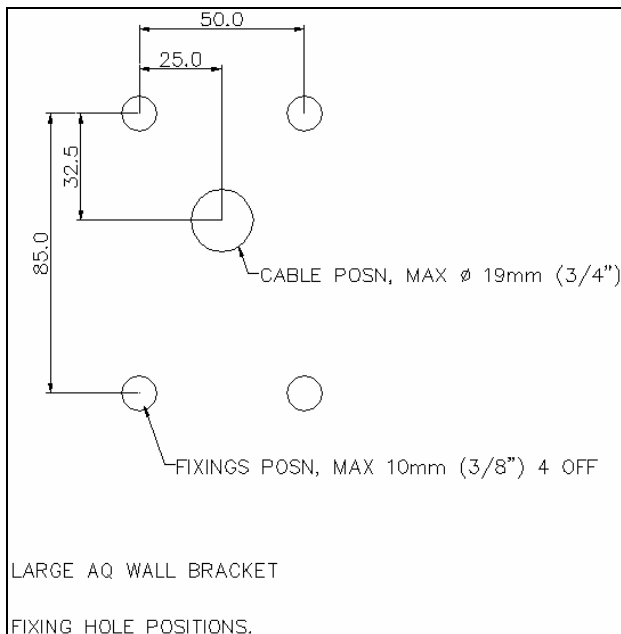 50.0
25.0
32.5
85.0
CABLE POSN, MAX ø 19mm (3/4")
FIXINGS POSN, MAX 10mm (3/8") 4 OFF
LARGE AQ WALL BRACKET
FIXING HOLE POSITIONS.